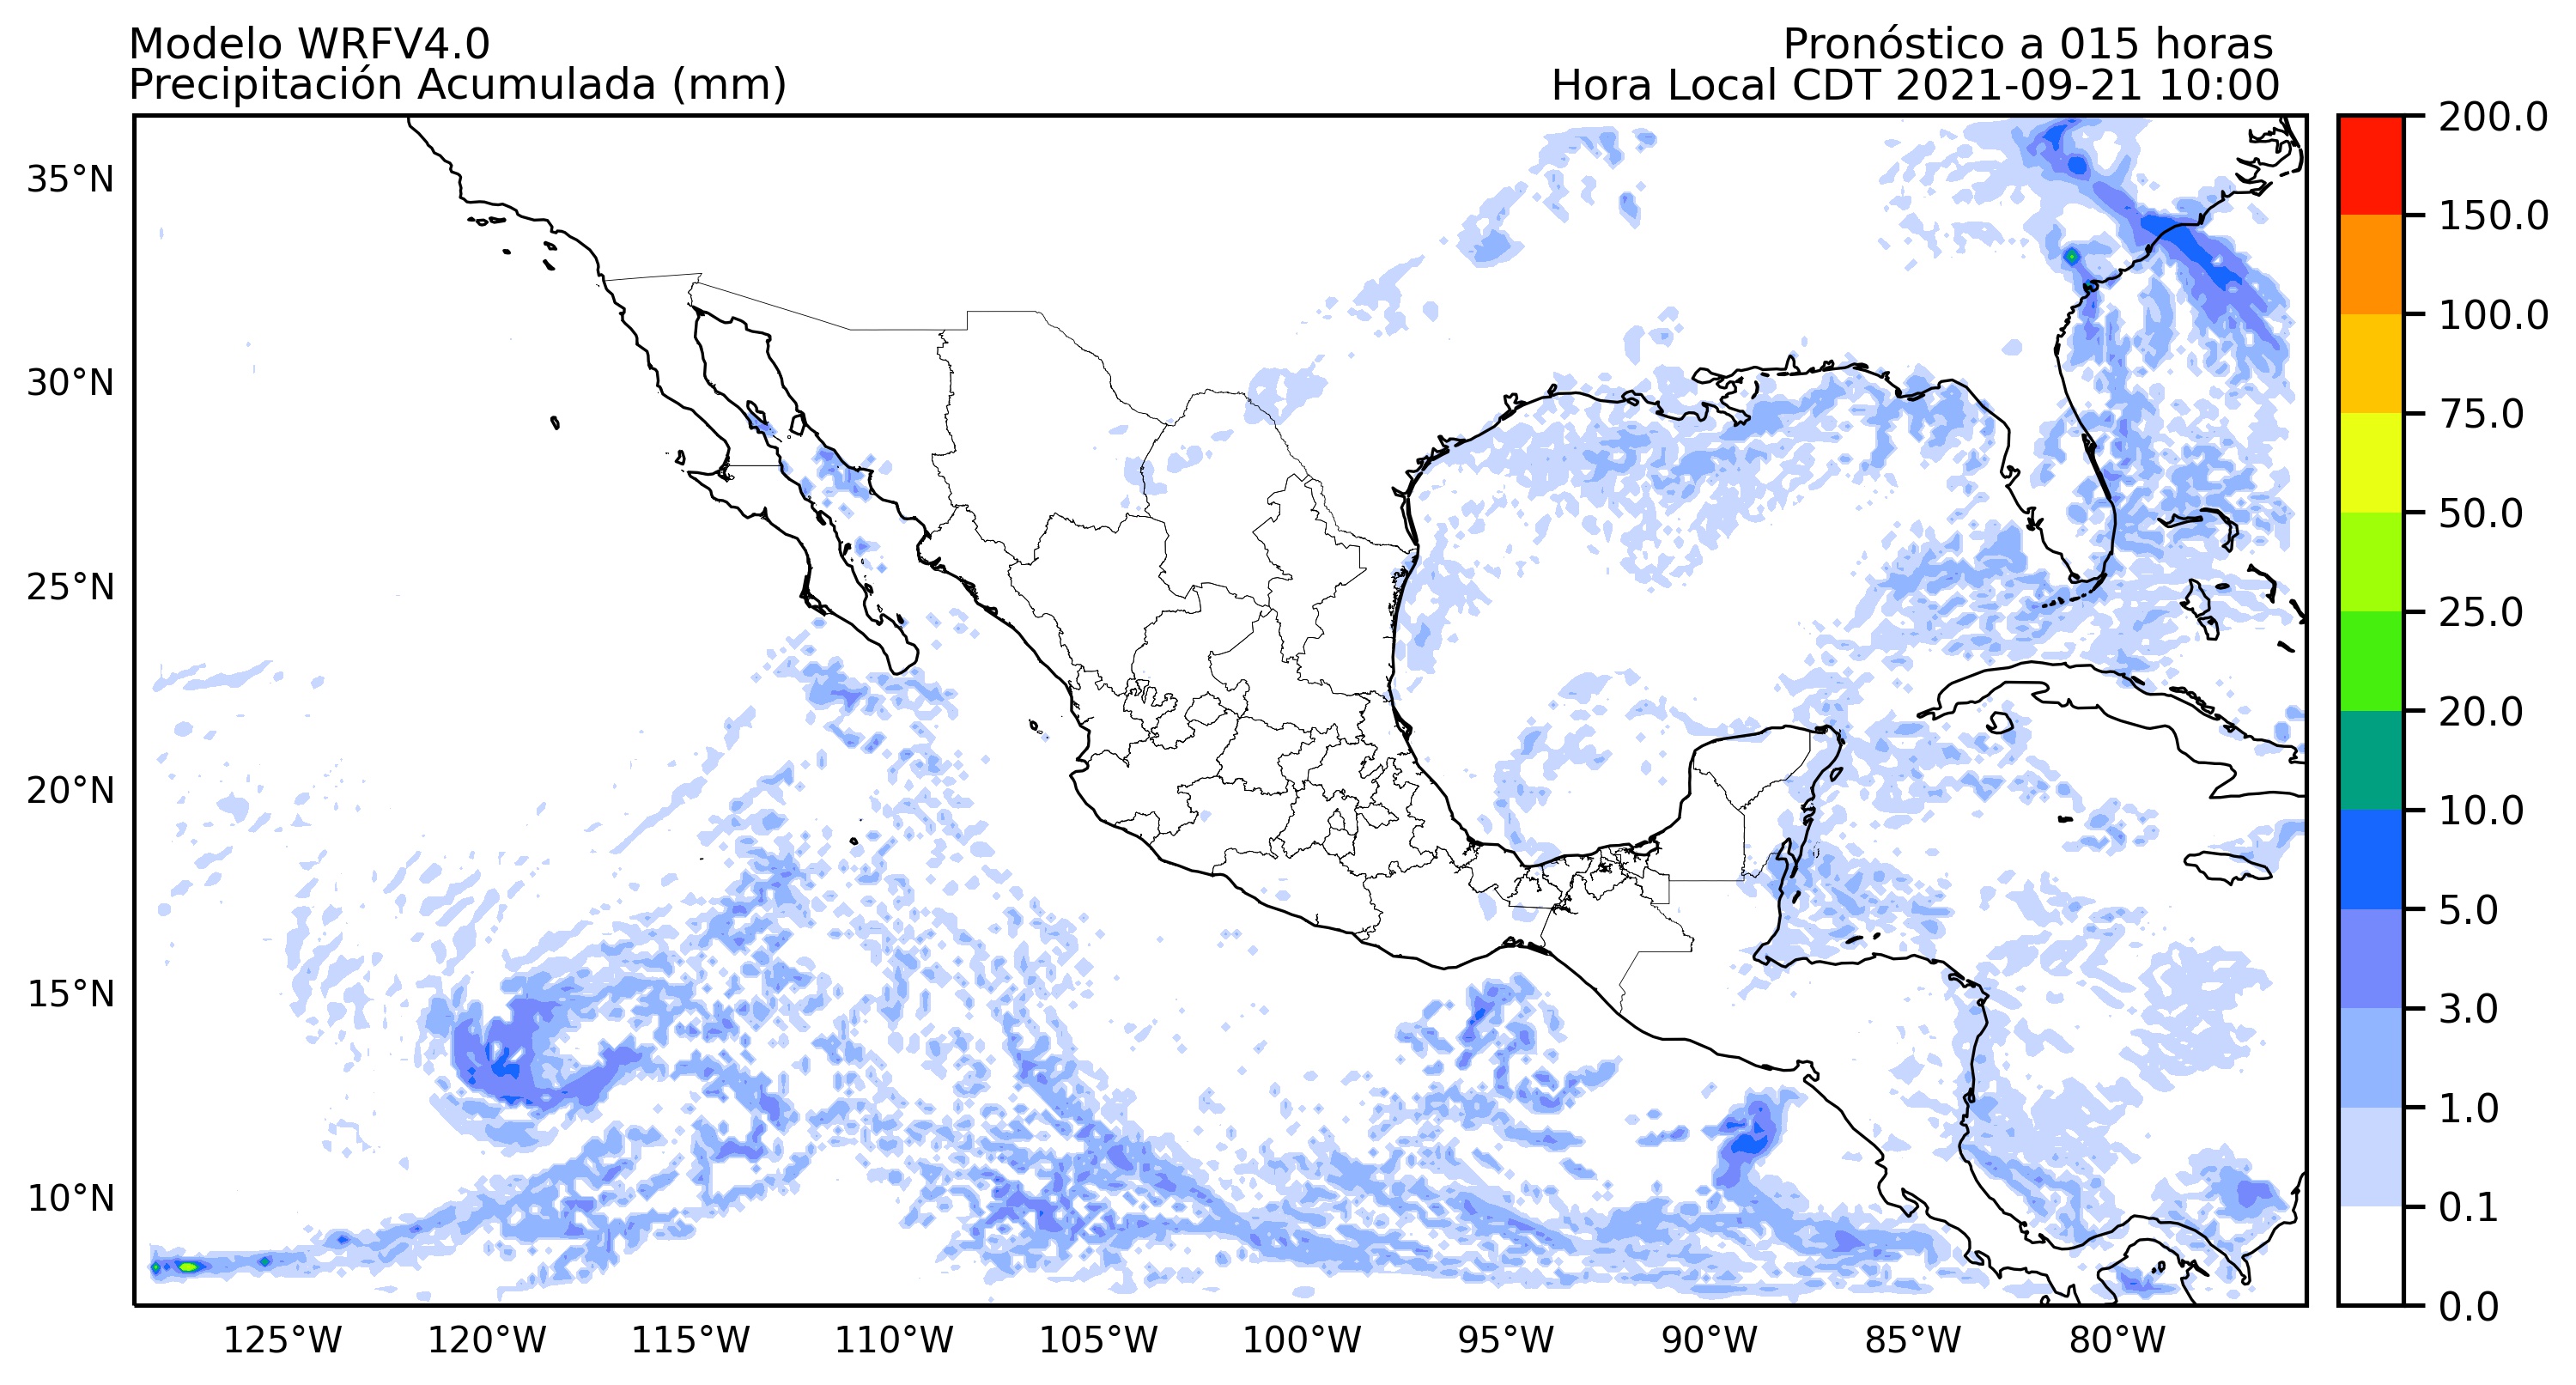 Modelo WRFV4.0
Precipitación Acumulada (mm)
Pronóstico a 015 horas
Hora Local CDT 2021-09-21 10:00
35°N
30°N
25°N
20°N
15°N
10°N
125°W
120°W
115°W
110°W
105°W
100°W
95°W
90°W
85°W
80°W
200.0
150.0
100.0
75.0
50.0
25.0
20.0
10.0
5.0
3.0
1.0
0.1
0.0